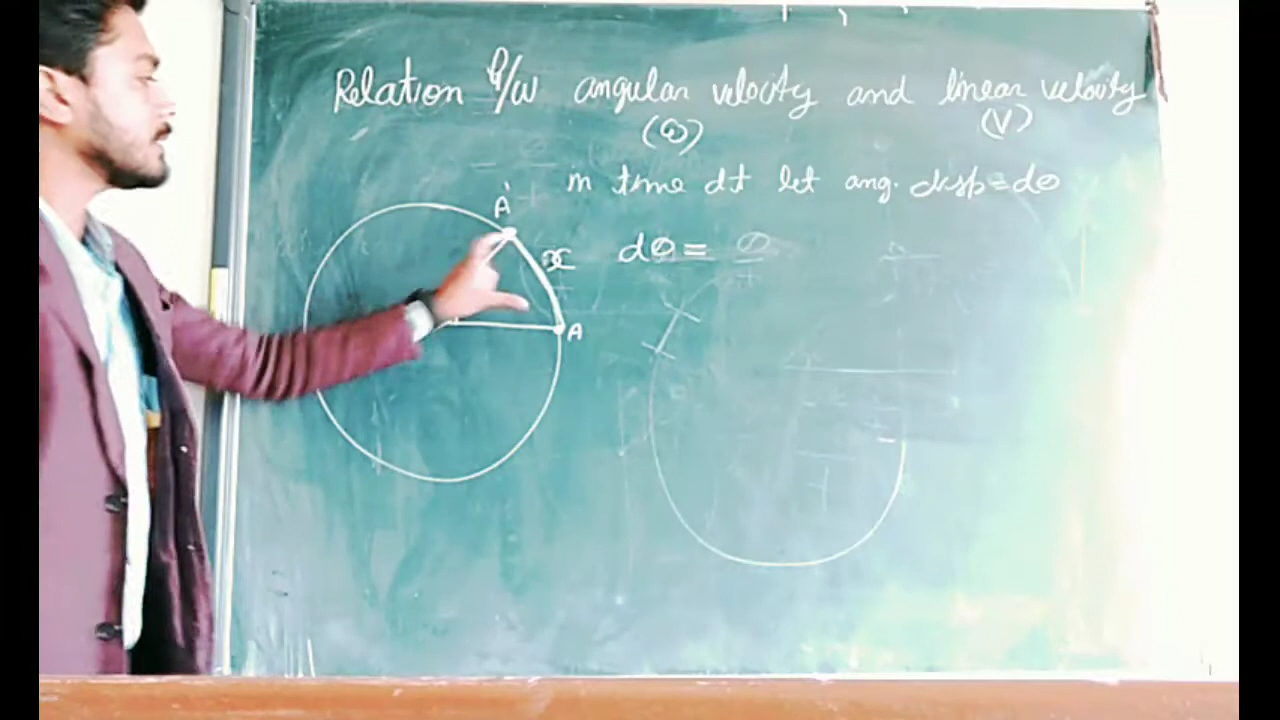 Relation b/w angular velocity and linear velocity
(ω) (V)
in time dt let ang. disp = dθ
A'
x dθ =
A